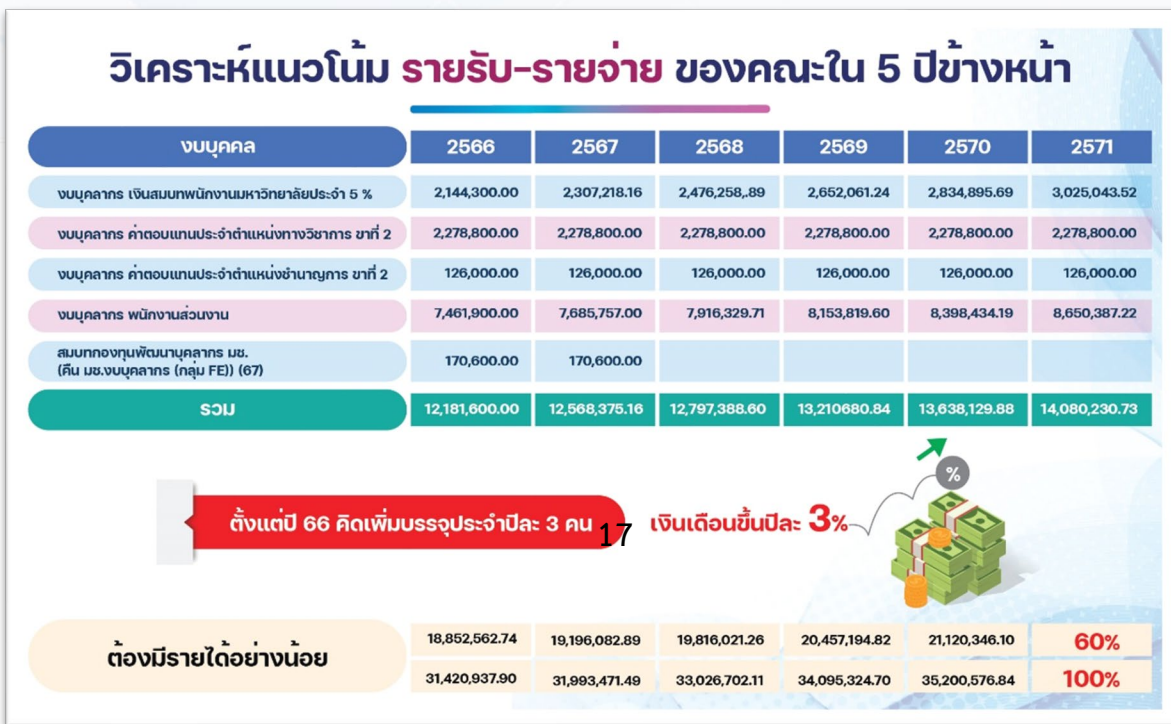 วิเคราะห์แนวโน้ม รายรับ-รายจ่าย ของคณะใน 5 ปีข้างหน้า
งบบุคคล 2566 2567 2568 2569 2570 2571
งบบุคลากร เงินสมบทพนักงานมหาวิทยาลัยประจำ 5 % 2,144,300.00 2,307,218.16 2,476,258,.89 2,652,061.24 2,834,895.69 3,025,043.52
งบบุคลากร ค่าตอบแทนประจำตำแหน่งทางวิชาการ ขาที่ 2 2,278,800.00 2,278,800.00 2,278,800.00 2,278,800.00 2,278,800.00 2,278,800.00
งบบุคลากร ค่าตอบแทนประจำตำแหน่งชำนาญการ ขาที่ 2 126,000.00 126,000.00 126,000.00 126,000.00 126,000.00 126,000.00
งบบุคลากร พนักงานส่วนงาน 7,461,900.00 7,685,757.00 7,916,329.71 8,153,819.60 8,398,434.19 8,650,387.22
สมบทกองทุนพัฒนาบุคลากร มช.
(คืน มช.งบบุคลากร (กลุ่ม FE)) (67) 170,600.00 170,600.00
รวม 12,181,600.00 12,568,375.16 12,797,388.60 13,210680.84 13,638,129.88 14,080,230.73
%
ตั้งแต่ปี 66 คิดเพิ่มบรรจุประจำปีละ 3 คน 17 เงินเดือนขึ้นปีละ 3%
ต้องมีรายได้อย่างน้อย
18,852,562.74 19,196,082.89 19,816,021.26 20,457,194.82 21,120,346.10 60%
31,420,937.90 31,993,471.49 33,026,702.11 34,095,324.70 35,200,576.84 100%